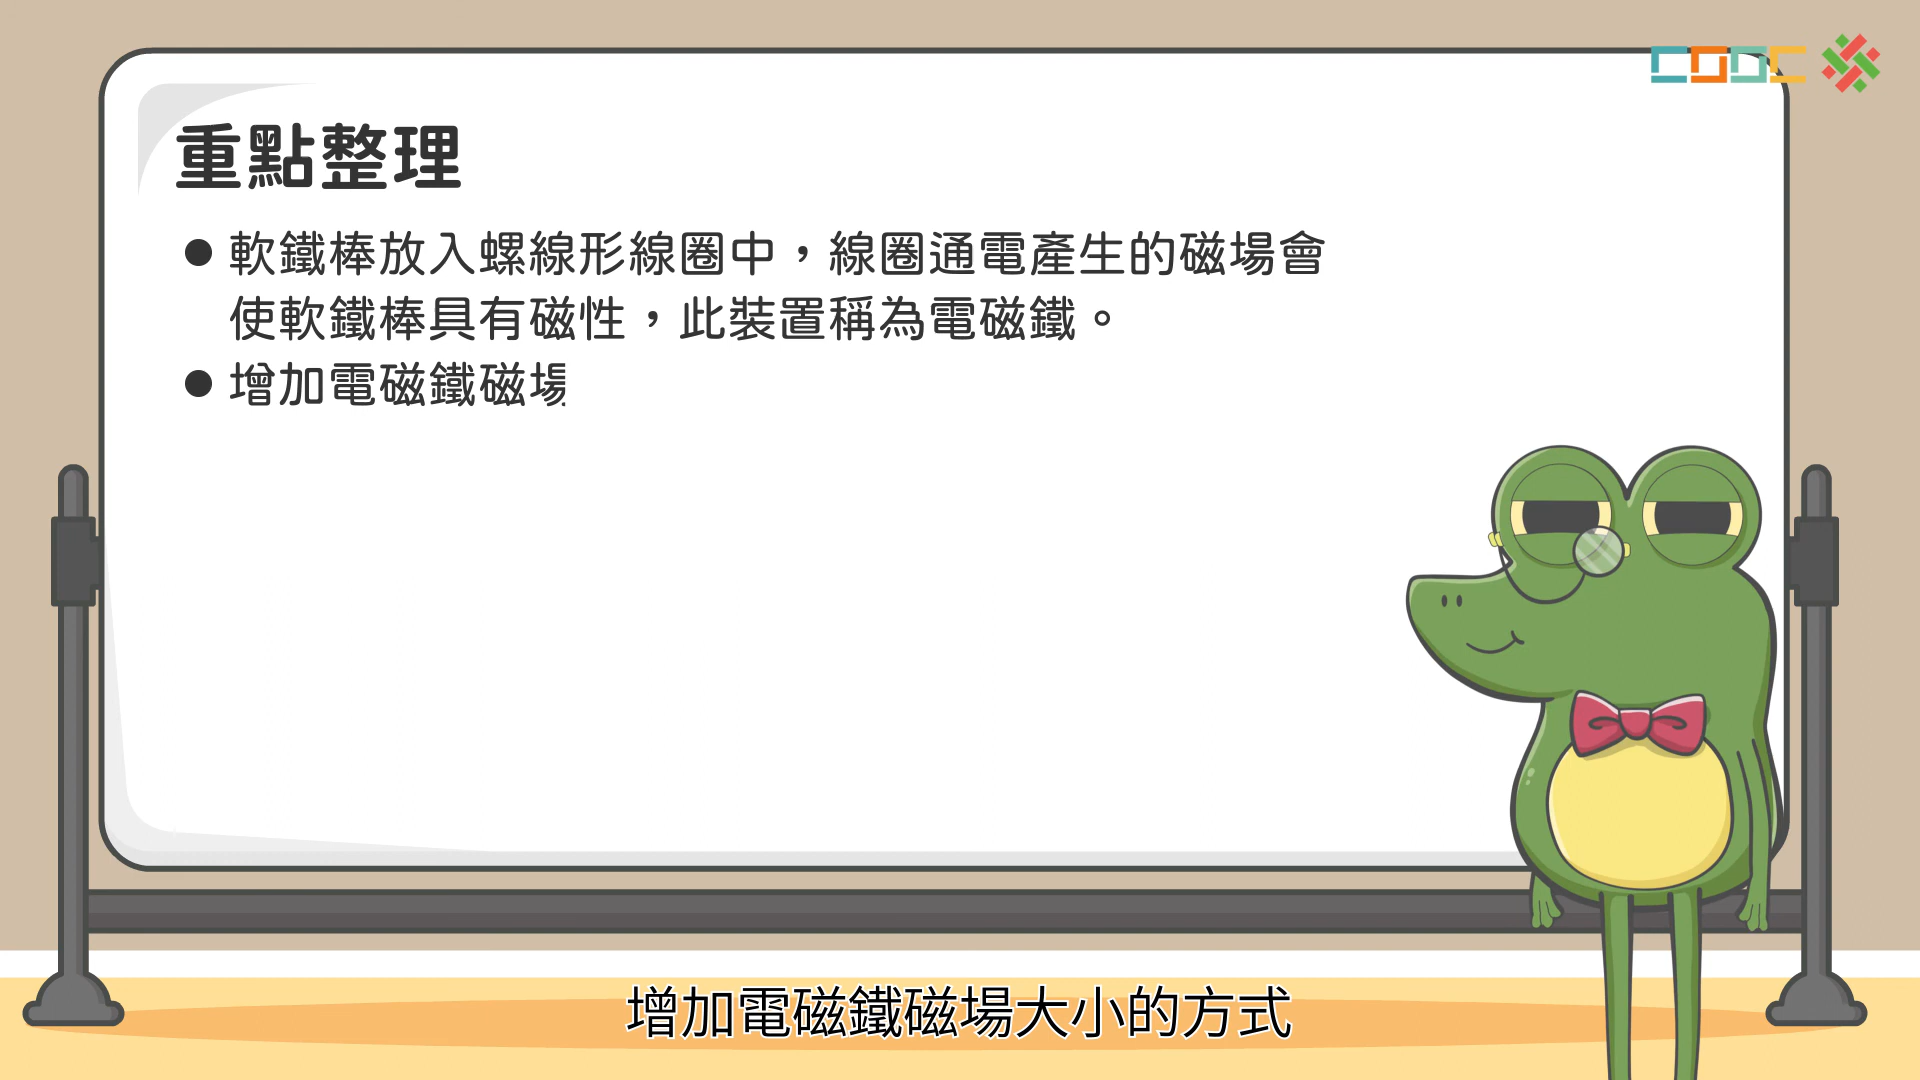 COOC
重點整理
● 軟鐵棒放入螺線形線圈中，線圈通電產生的磁場會
使軟鐵棒具有磁性，此裝置稱為電磁鐵。
● 增加電磁鐵磁場
增加電磁鐵磁場大小的方式